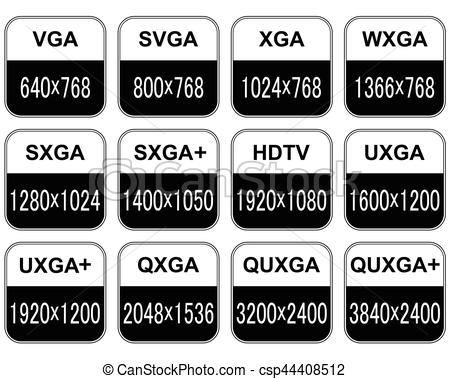 VGA SVGA XGA WXGA
640×768 800×768 1024×768 1366×768
SXGA SXGA+ HDTV UXGA
1280×1024 1400×1050 1920×1080 1600×1200
© Can Stock Photo
UXGA+ QXGA QUXGA QUXGA+
1920×1200 2048×1536 3200×2400 3840×2400
© CanStockPhoto.com - csp44408512